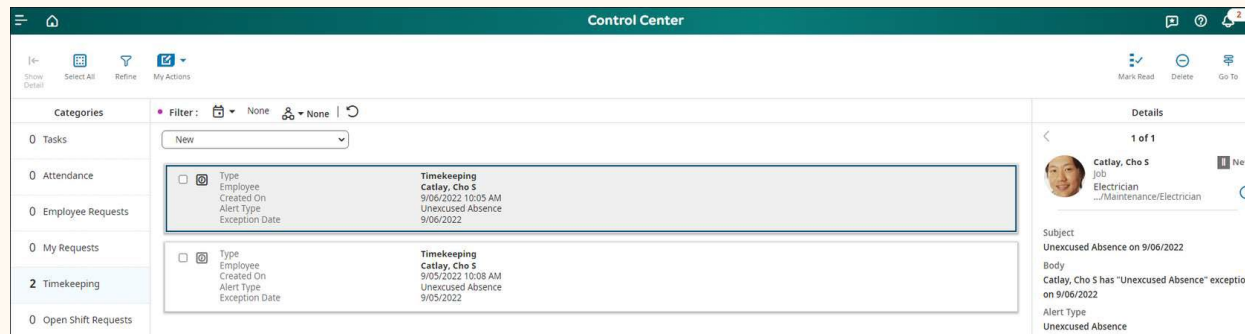 Control Center
2
Show Detail
Select All
Refine
My Actions
Mark Read
Delete
Go To
Categories
0 Tasks
0 Attendance
0 Employee Requests
0 My Requests
2 Timekeeping
0 Open Shift Requests
Filter : None None
New
Type Timekeeping
Employee Catlay, Cho S
Created On 9/06/2022 10:05 AM
Alert Type Unexcused Absence
Exception Date 9/06/2022
Type Timekeeping
Employee Catlay, Cho S
Created On 9/05/2022 10:08 AM
Alert Type Unexcused Absence
Exception Date 9/05/2022
Details
1 of 1
Catlay, Cho S Ne
Job
Electrician
.../Maintenance/Electrician
Subject
Unexcused Absence on 9/06/2022
Body
Catlay, Cho S has "Unexcused Absence" exceptio
on 9/06/2022
Alert Type
Unexcused Absence